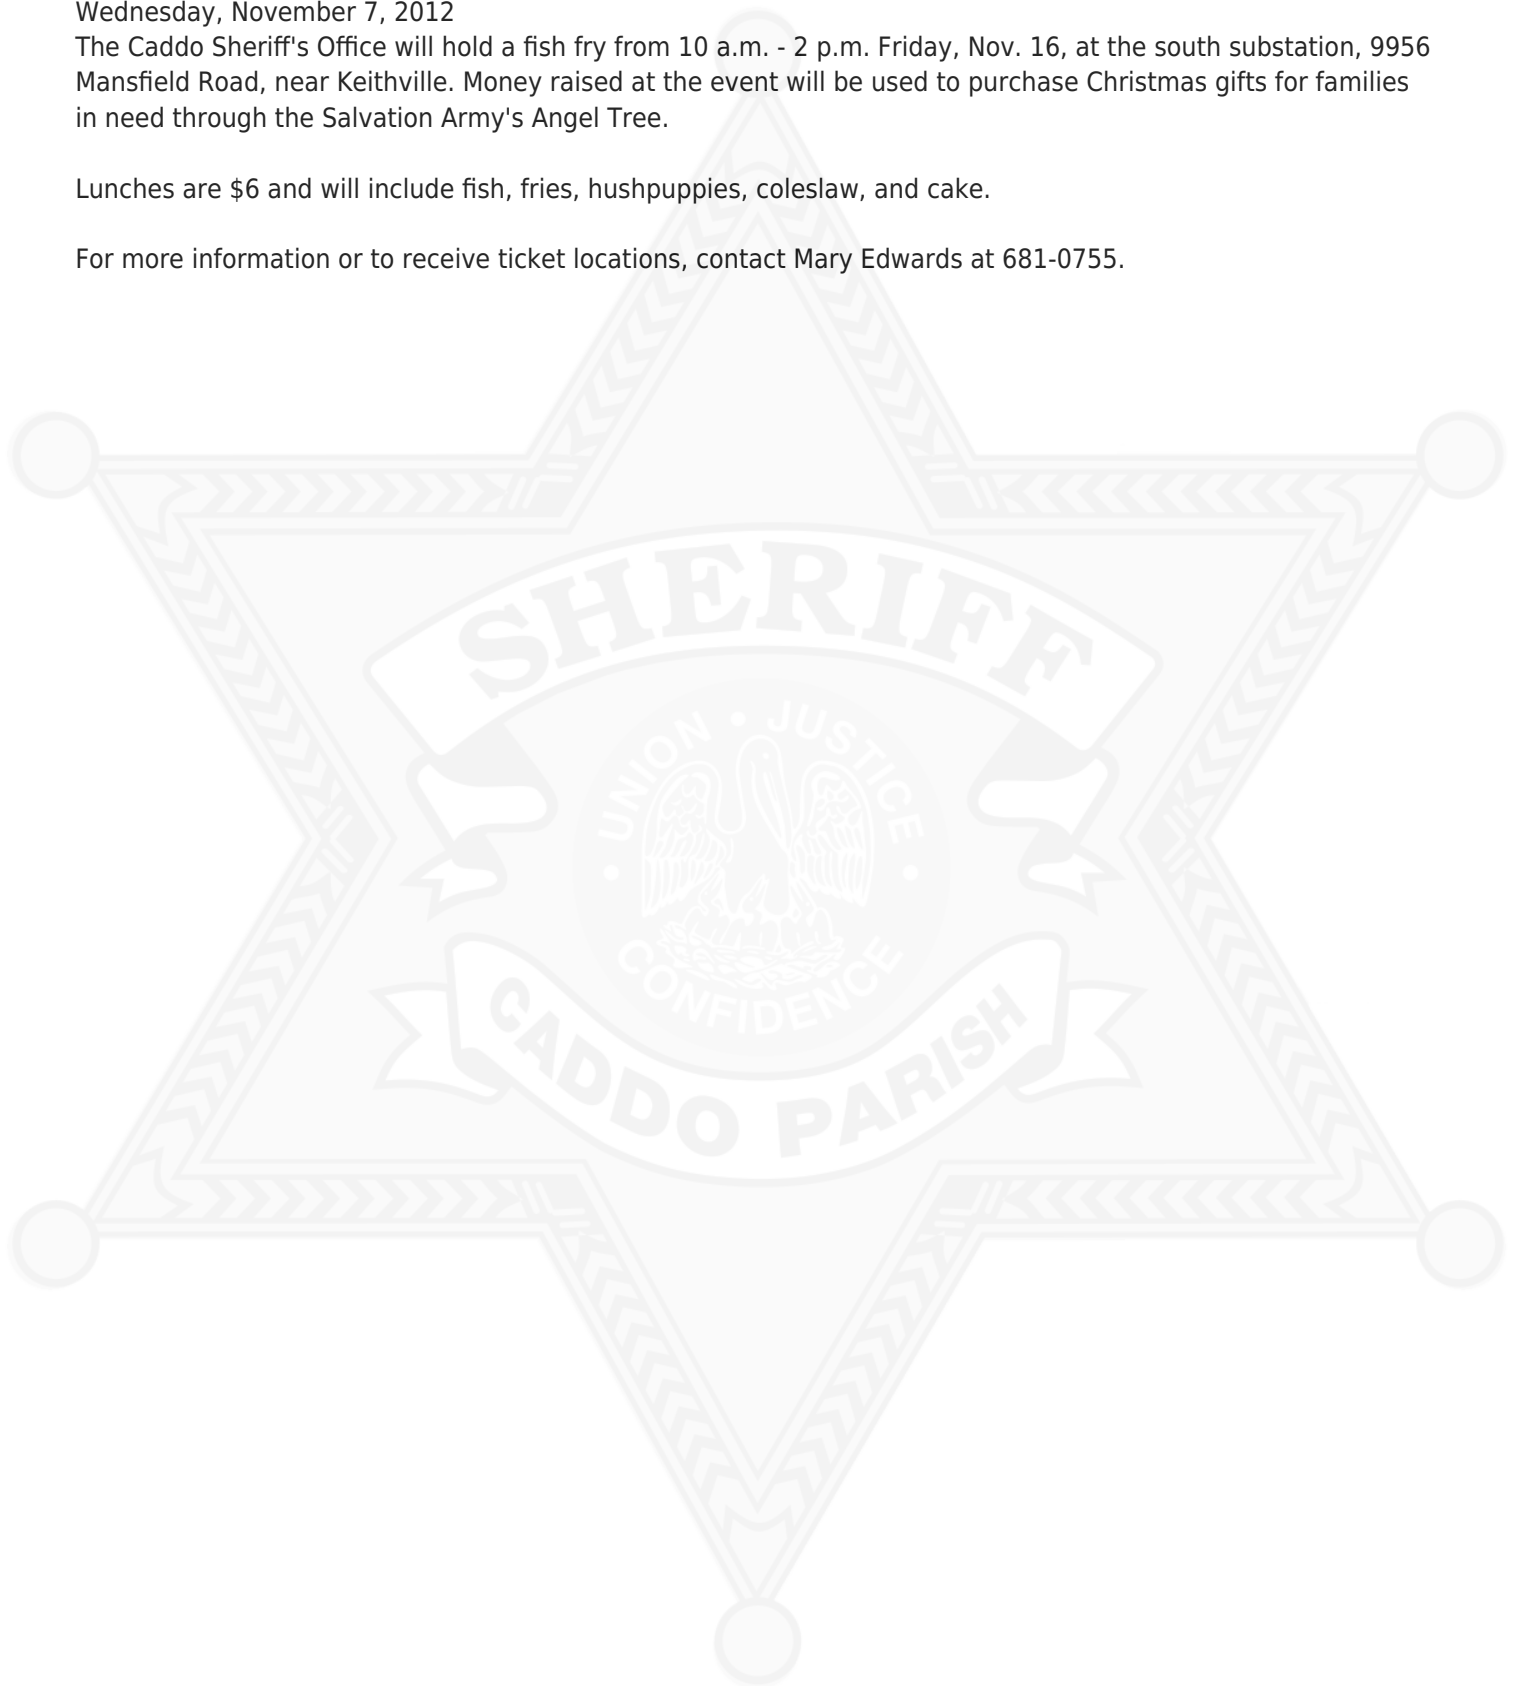 Wednesday, November 7, 2012
The Caddo Sheriff's Office will hold a fish fry from 10 a.m. - 2 p.m. Friday, Nov. 16, at the south substation, 9956
Mansfield Road, near Keithville. Money raised at the event will be used to purchase Christmas gifts for families
in need through the Salvation Army's Angel Tree.
Lunches are $6 and will include fish, fries, hushpuppies, coleslaw, and cake.
For more information or to receive ticket locations, contact Mary Edwards at 681-0755.
SHERIFF
UNION • JUSTICE
• CONFIDENCE •
CADDO PARISH